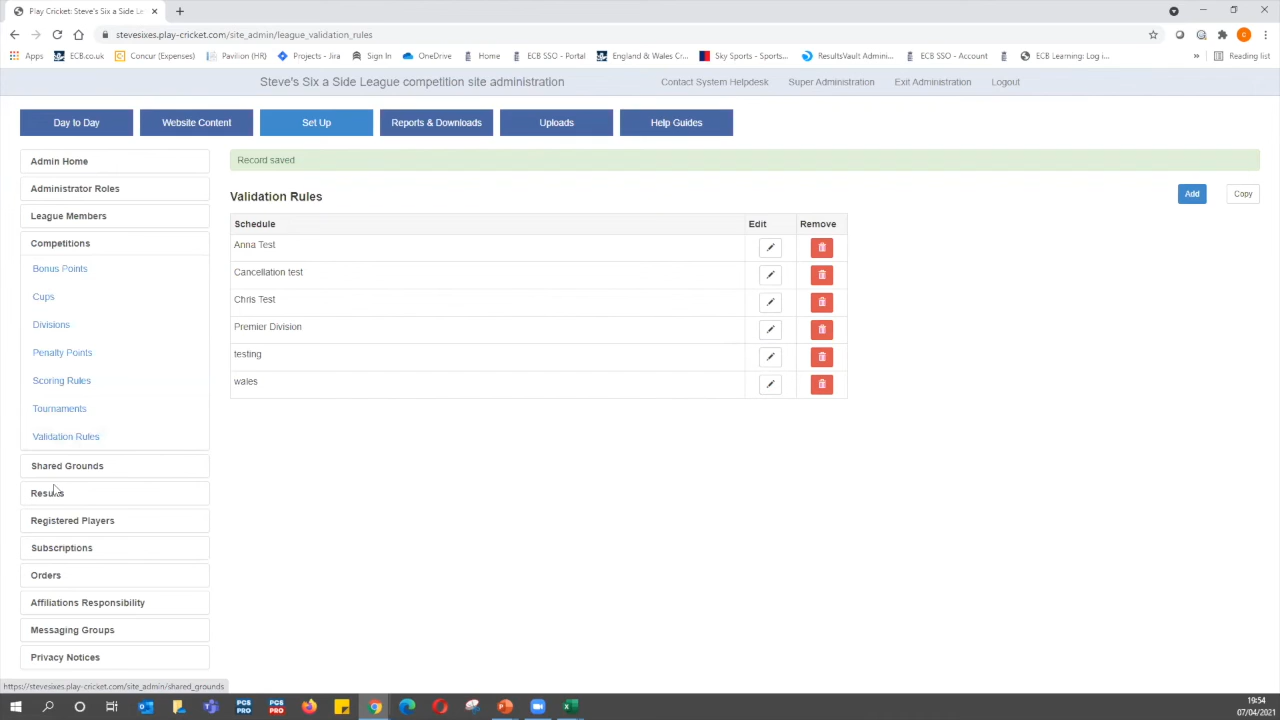 Play Cricket: Steve's Six a Side Le
stevesixes.play-cricket.com/site_admin/league_validation_rules
Apps ECB.co.uk Concur (Expenses) Pavilion (HR) Projects - Jira Sign In OneDrive Home ECB SSO - Portal England & Wales Cr... Sky Sports - Sports... ResultsVault Admini... ECB SSO - Account ECB Learning: Log i... » Reading list
Steve's Six a Side League competition site administration Contact System Helpdesk Super Administration Exit Administration Logout
Day to Day Website Content Set Up Reports & Downloads Uploads Help Guides
Admin Home
Administrator Roles
League Members
Competitions
Bonus Points
Cups
Divisions
Penalty Points
Scoring Rules
Tournaments
Validation Rules
Shared Grounds
Results
Registered Players
Subscriptions
Orders
Affiliations Responsibility
Messaging Groups
Privacy Notices
Record saved
Validation Rules Add Copy
Schedule Edit Remove
Anna Test
Cancellation test
Chris Test
Premier Division
testing
wales
https://stevesixes.play-cricket.com/site_admin/shared_grounds
PCS PRO PCS PRO
19:54
07/04/2021